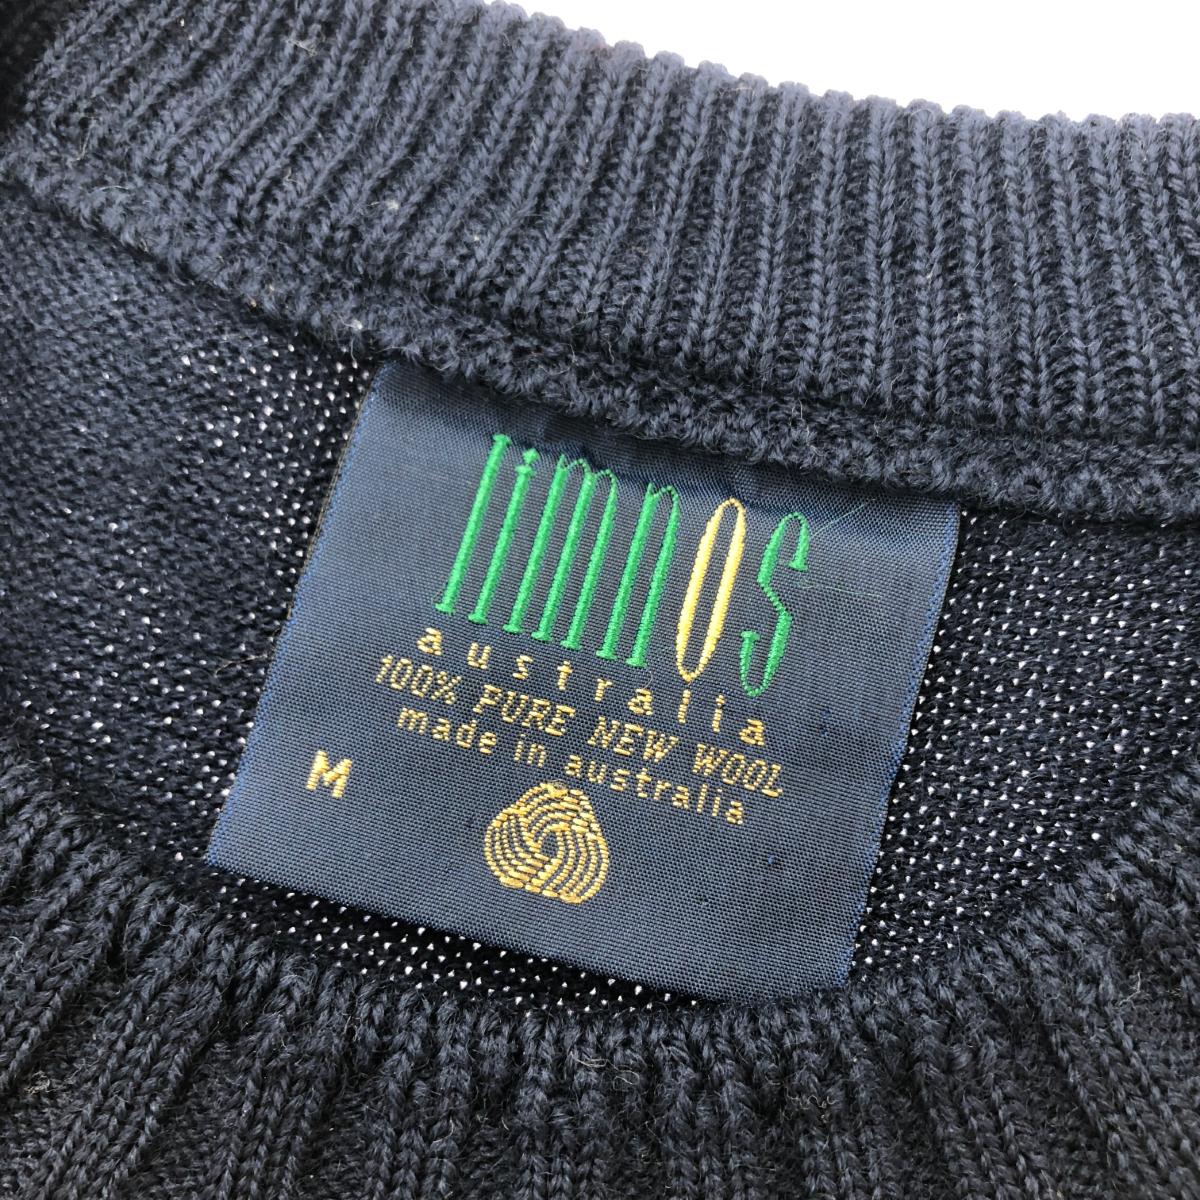 limnos
australia
100% PURE NEW WOOL
made in australia
M